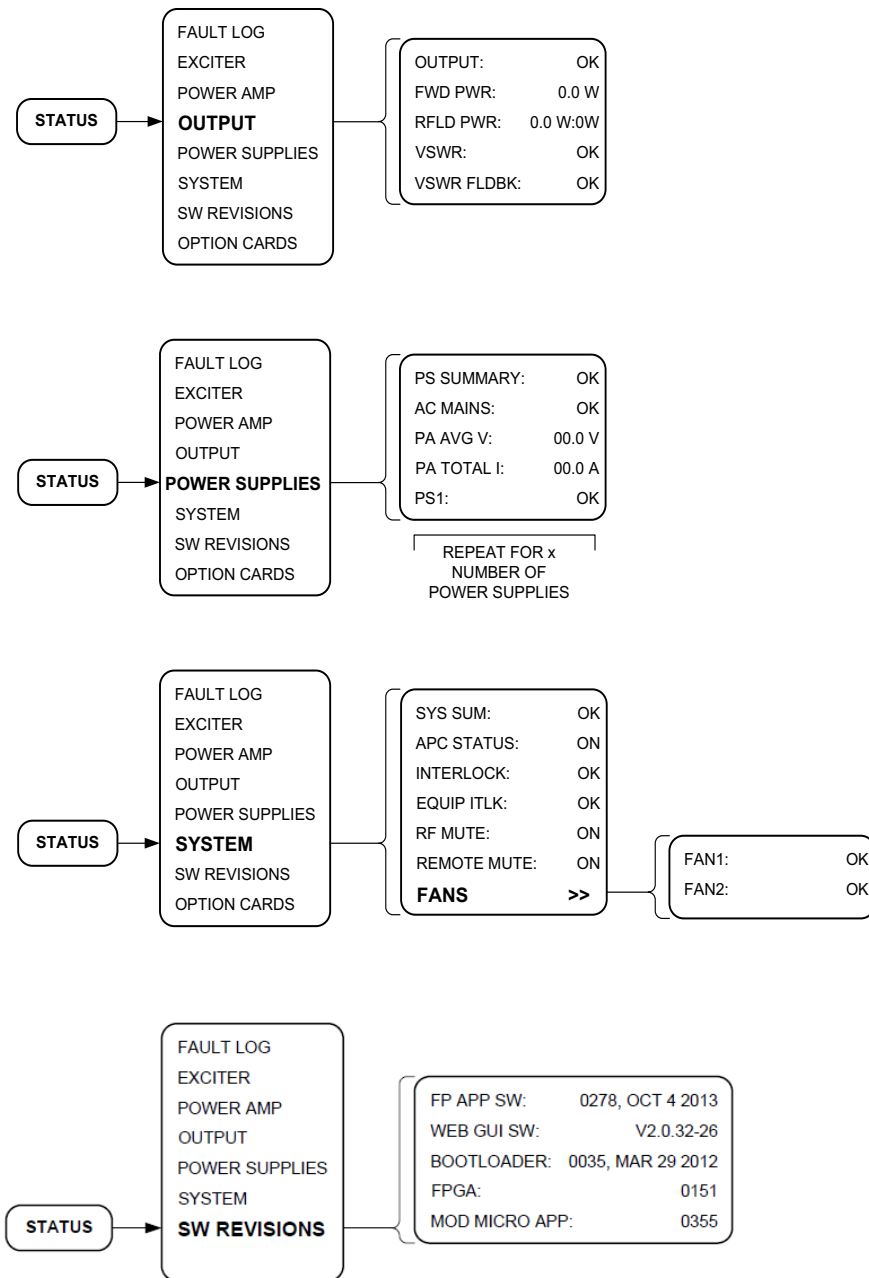 STATUS
FAULT LOG
EXCITER
POWER AMP
OUTPUT
POWER SUPPLIES
SYSTEM
SW REVISIONS
OPTION CARDS
OUTPUT: OK
FWD PWR: 0.0 W
RFLD PWR: 0.0 W:0W
VSWR: OK
VSWR FLDBK: OK
STATUS
FAULT LOG
EXCITER
POWER AMP
OUTPUT
POWER SUPPLIES
SYSTEM
SW REVISIONS
OPTION CARDS
PS SUMMARY: OK
AC MAINS: OK
PA AVG V: 00.0 V
PA TOTAL I: 00.0 A
PS1: OK
REPEAT FOR x
NUMBER OF
POWER SUPPLIES
STATUS
FAULT LOG
EXCITER
POWER AMP
OUTPUT
POWER SUPPLIES
SYSTEM
SW REVISIONS
OPTION CARDS
SYS SUM: OK
APC STATUS: ON
INTERLOCK: OK
EQUIP ITLK: OK
RF MUTE: ON
REMOTE MUTE: ON
FANS >>
FAN1: OK
FAN2: OK
STATUS
FAULT LOG
EXCITER
POWER AMP
OUTPUT
POWER SUPPLIES
SYSTEM
SW REVISIONS
FP APP SW: 0278, OCT 4 2013
WEB GUI SW: V2.0.32-26
BOOTLOADER: 0035, MAR 29 2012
FPGA: 0151
MOD MICRO APP: 0355